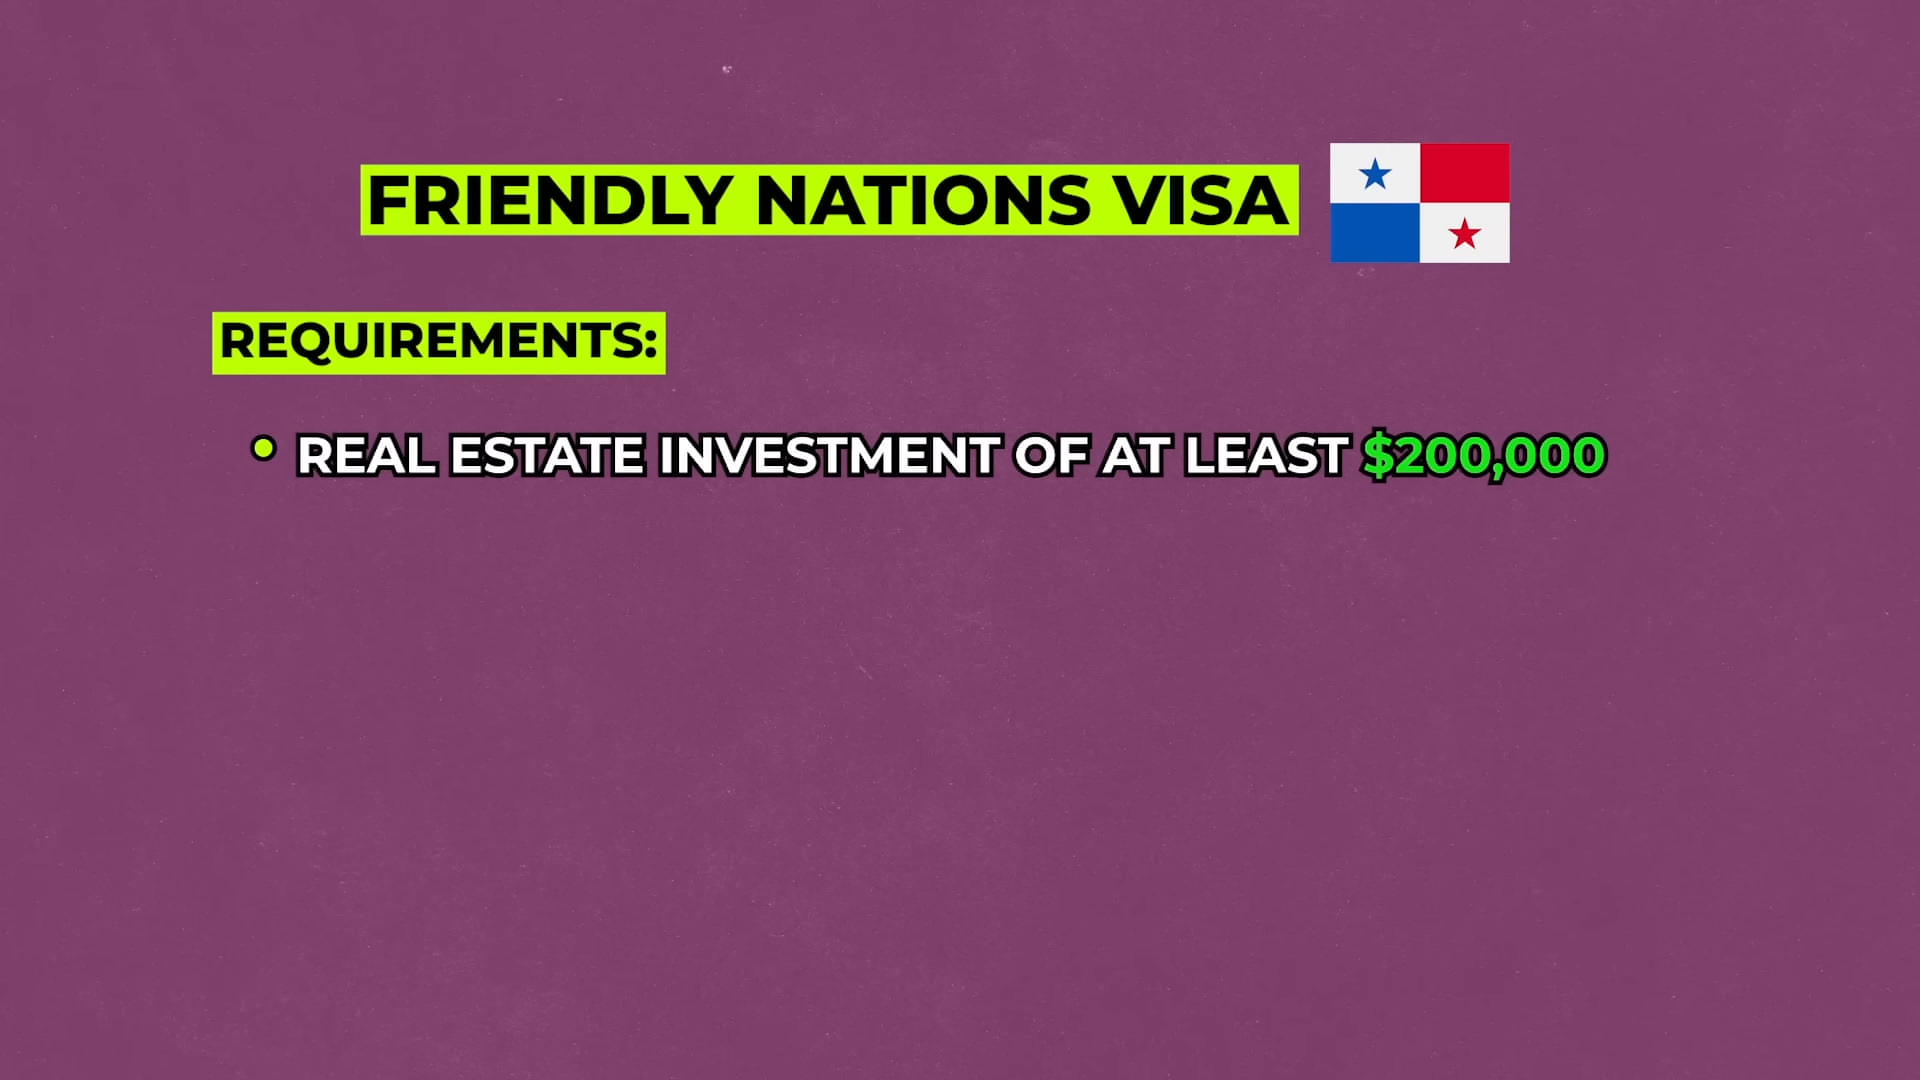 FRIENDLY NATIONS VISA
REQUIREMENTS:
• REAL ESTATE INVESTMENT OF AT LEAST $200,000